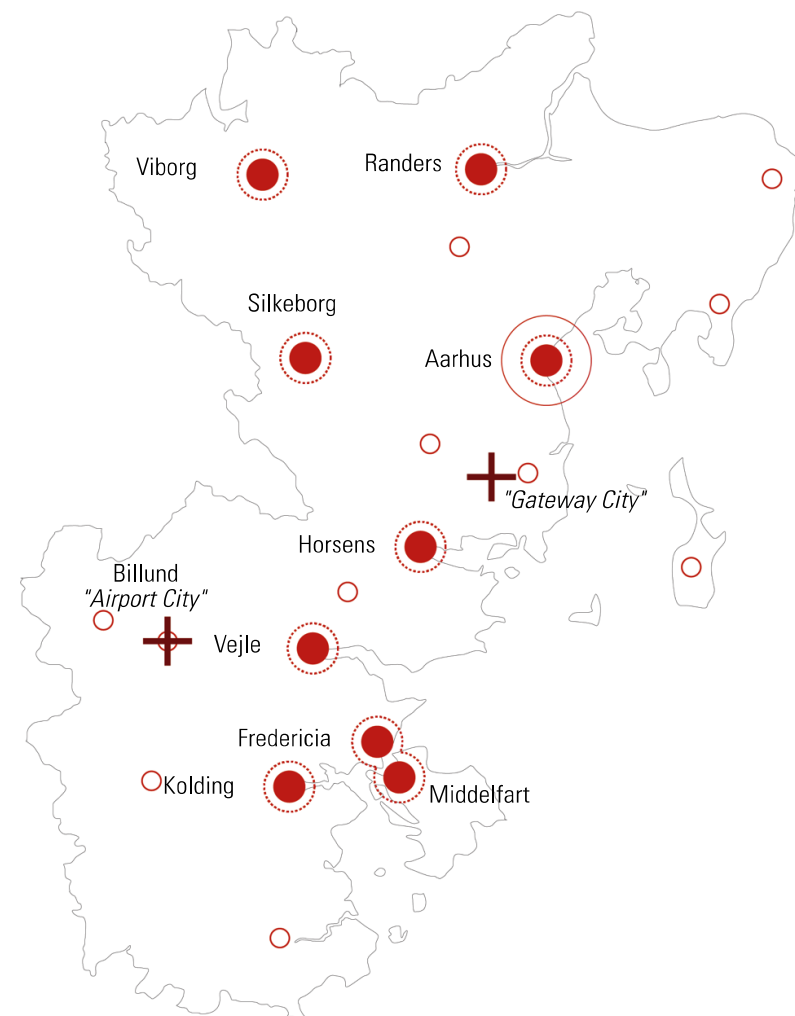 Viborg
Randers
Silkeborg
Aarhus
"Gateway City"
Horsens
Billund
"Airport City"
Vejle
Fredericia
Kolding
Middelfart